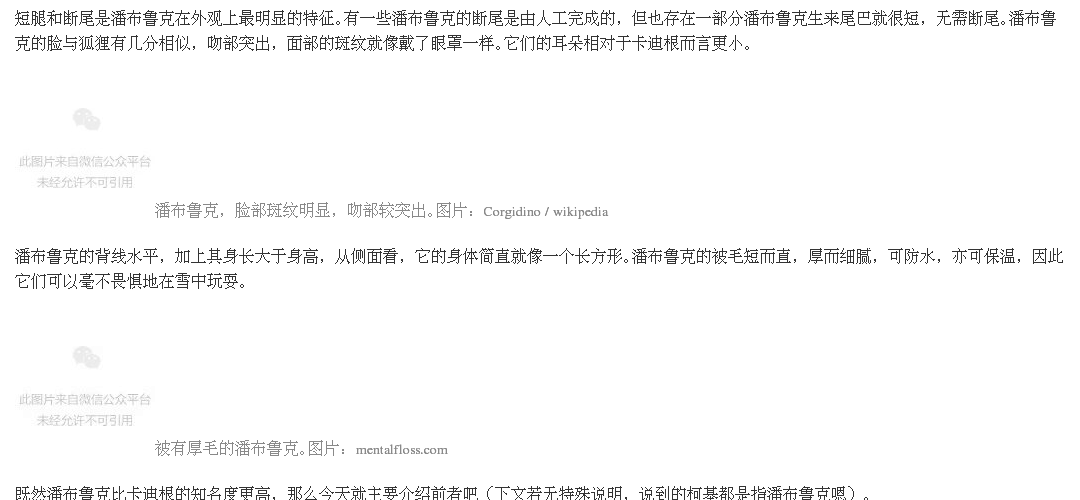 短腿和断尾是潘布鲁克在外观上最明显的特征。有一些潘布鲁克的断尾是由人工完成的，但也存在一部分潘布鲁克生来尾巴就很短，无需断尾。潘布鲁
克的脸与狐狸有几分相似，吻部突出，面部的斑纹就像戴了眼罩一样。它们的耳朵相对于卡迪根而言更小。
此图片来自微信公众平台
未经允许不可引用
潘布鲁克，脸部斑纹明显，吻部较突出。图片：Corgidino / wikipedia
潘布鲁克的背线水平，加上其身长大于身高，从侧面看，它的身体简直就像一个长方形。潘布鲁克的被毛短而直，厚而细腻，可防水，亦可保温，因此
它们可以毫不畏惧地在雪中玩耍。
此图片来自微信公众平台
未经允许不可引用
被有厚毛的潘布鲁克。图片：mentalfloss.com
既然潘布鲁克比卡迪根的知名度更高，那么今天就主要介绍前者吧（下文若无特殊说明，说到的柯基都是指潘布鲁克嗯）。